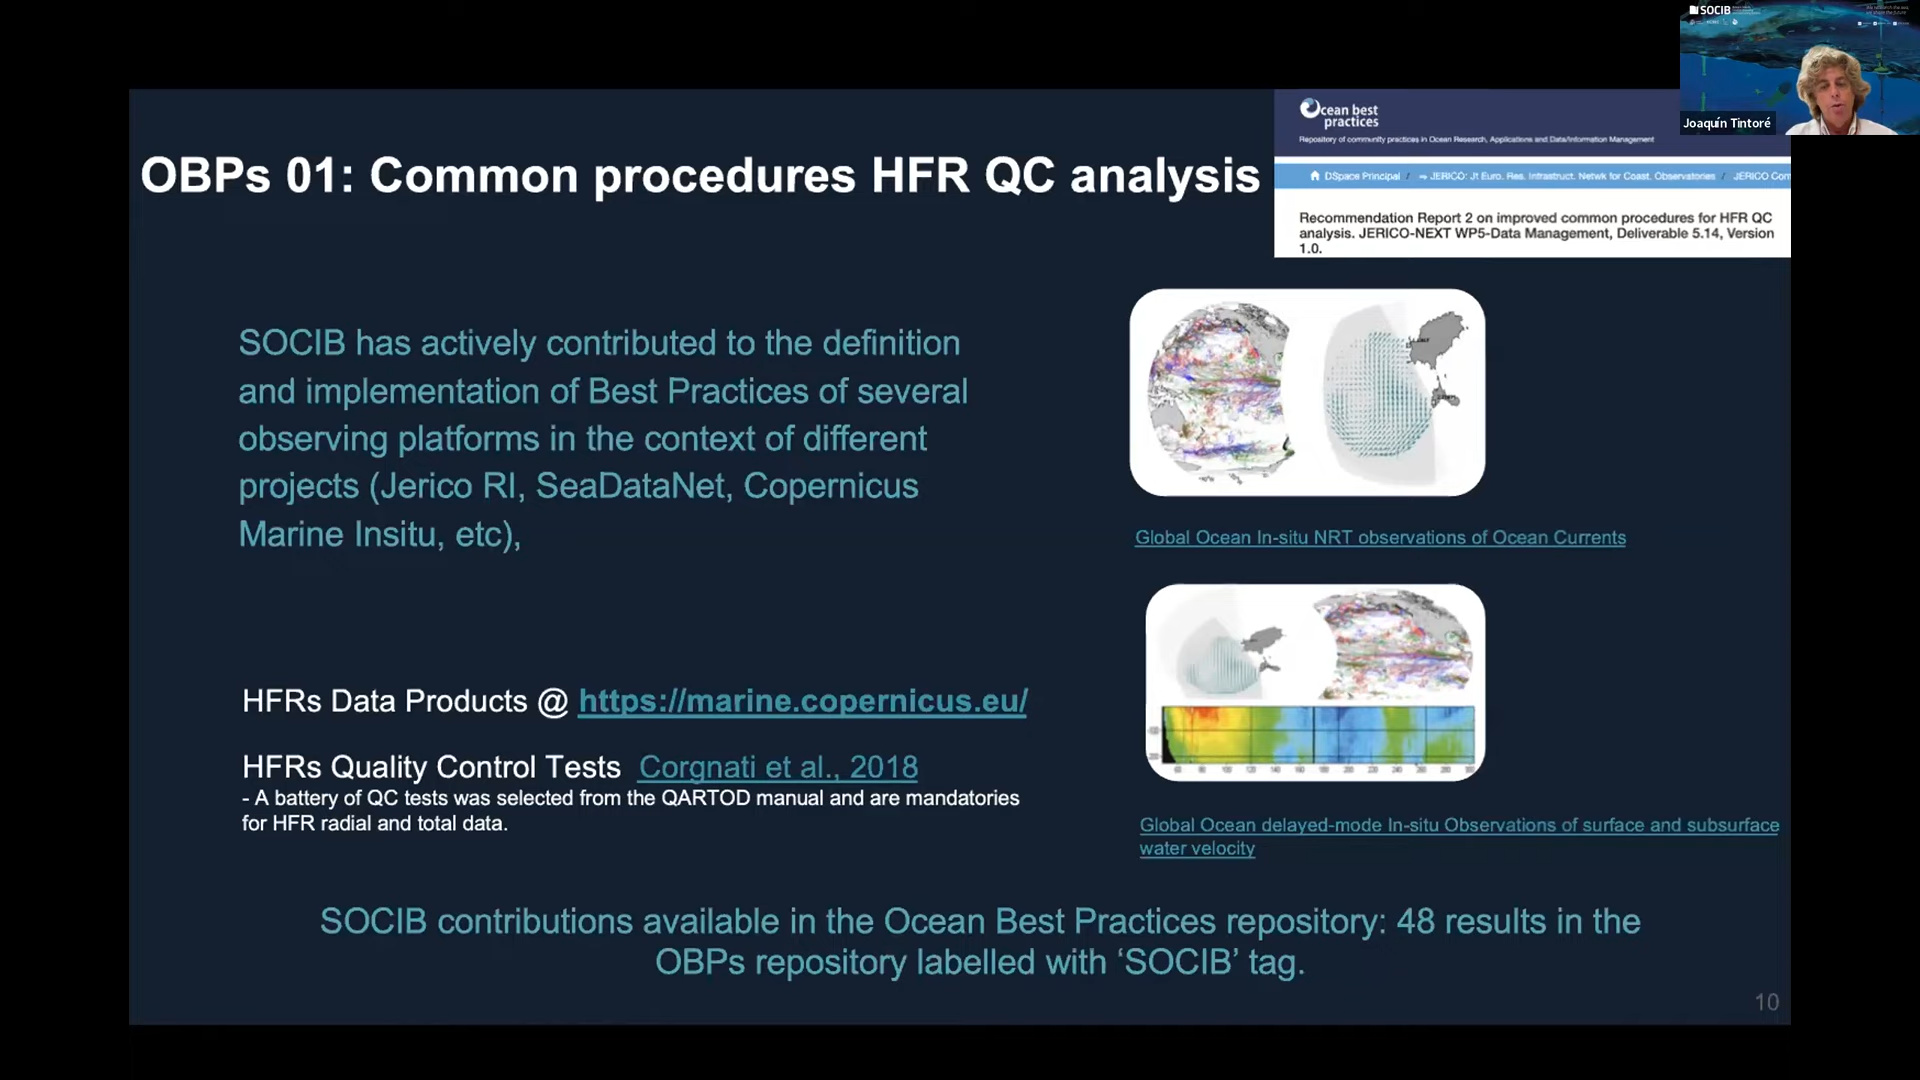 SOCIB
Joaquín Tintoré
Ocean best
practices
Repository of community practices in Ocean Research, Applications and Data/Information Management
DSpace Principal / → JERICO: Jt Euro. Res. Infrastruct. Netwk for Coast. Observatories / JERICO Com
OBPs 01: Common procedures HFR QC analysis
Recommendation Report 2 on improved common procedures for HFR QC
analysis. JERICO-NEXT WP5-Data Management, Deliverable 5.14, Version
1.0.
SOCIB has actively contributed to the definition
and implementation of Best Practices of several
observing platforms in the context of different
projects (Jerico RI, SeaDataNet, Copernicus
Marine Insitu, etc),
Global Ocean In-situ NRT observations of Ocean Currents
HFRs Data Products @ https://marine.copernicus.eu/
HFRs Quality Control Tests Corgnati et al., 2018
- A battery of QC tests was selected from the QARTOD manual and are mandatories
for HFR radial and total data.
Global Ocean delayed-mode In-situ Observations of surface and subsurface
water velocity
SOCIB contributions available in the Ocean Best Practices repository: 48 results in the
OBPs repository labelled with ‘SOCIB’ tag.
10